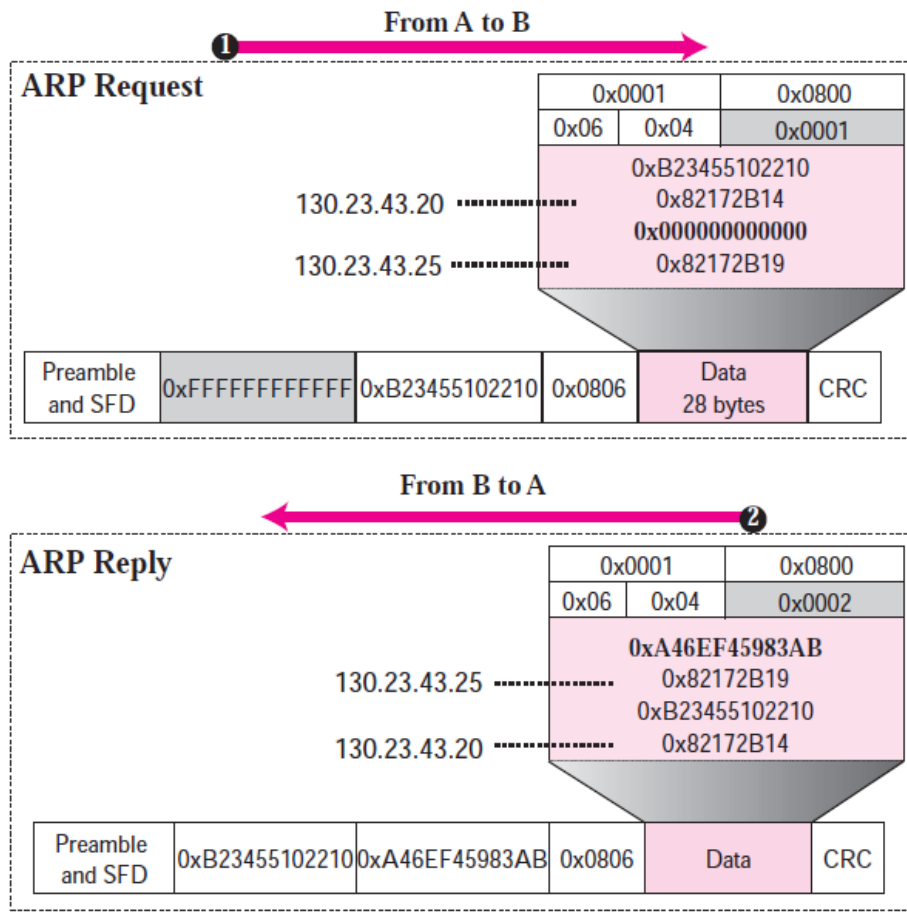 From A to B
1
ARP Request
0x0001 0x0800
0x06 0x04 0x0001
0xB23455102210
130.23.43.20 0x82172B14
0x000000000000
130.23.43.25 0x82172B19
Preamble and SFD 0xFFFFFFFFFFFF 0xB23455102210 0x0806 Data 28 bytes CRC
From B to A
2
ARP Reply
0x0001 0x0800
0x06 0x04 0x0002
0xA46EF45983AB
130.23.43.25 0x82172B19
0xB23455102210
130.23.43.20 0x82172B14
Preamble and SFD 0xB23455102210 0xA46EF45983AB 0x0806 Data CRC